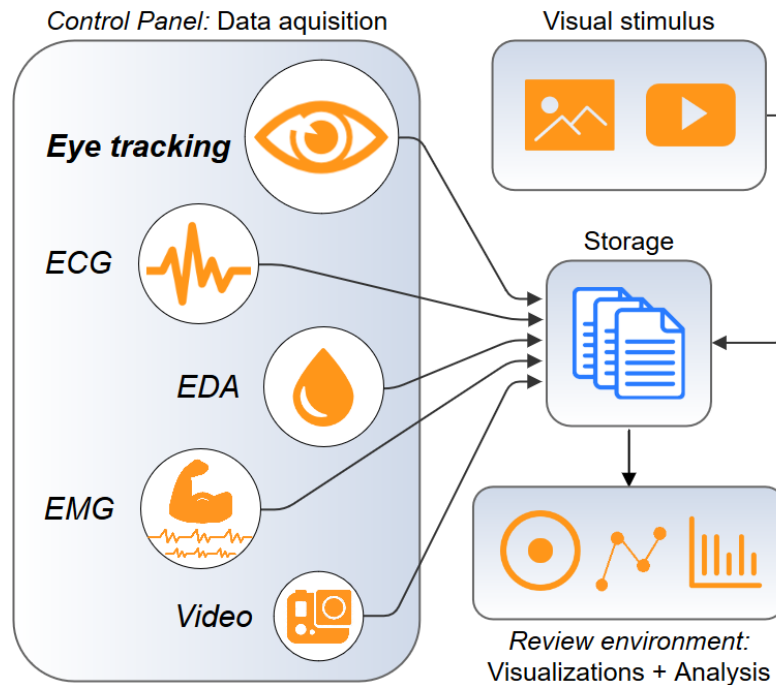 Control Panel: Data aquisition
Visual stimulus
Eye tracking
ECG
Storage
EDA
EMG
Video
Review environment:
Visualizations + Analysis